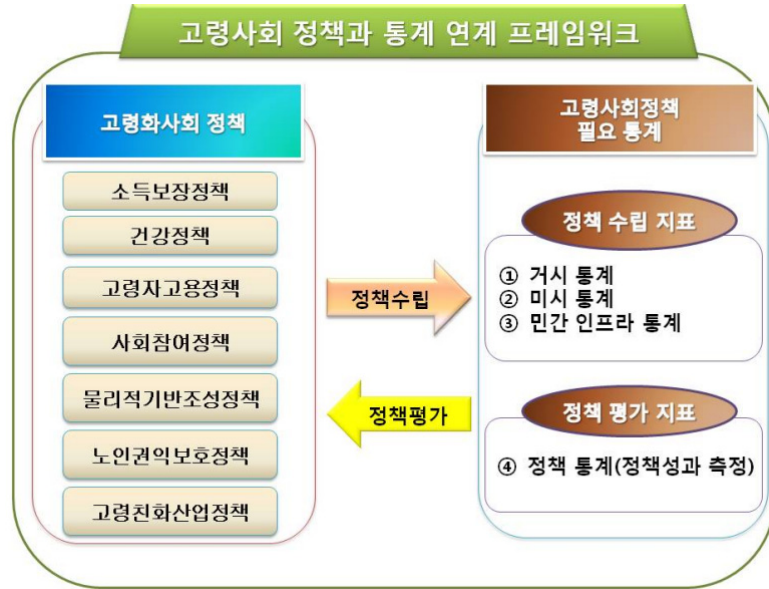 고령사회 정책과 통계 연계 프레임워크
고령화사회 정책
소득보장정책
건강정책
고령자고용정책
사회참여정책
물리적기반조성정책
노인권익보호정책
고령친화산업정책
정책수립
정책평가
고령사회정책
필요 통계
정책 수립 지표
① 거시 통계
② 미시 통계
③ 민간 인프라 통계
정책 평가 지표
④ 정책 통계(정책성과 측정)